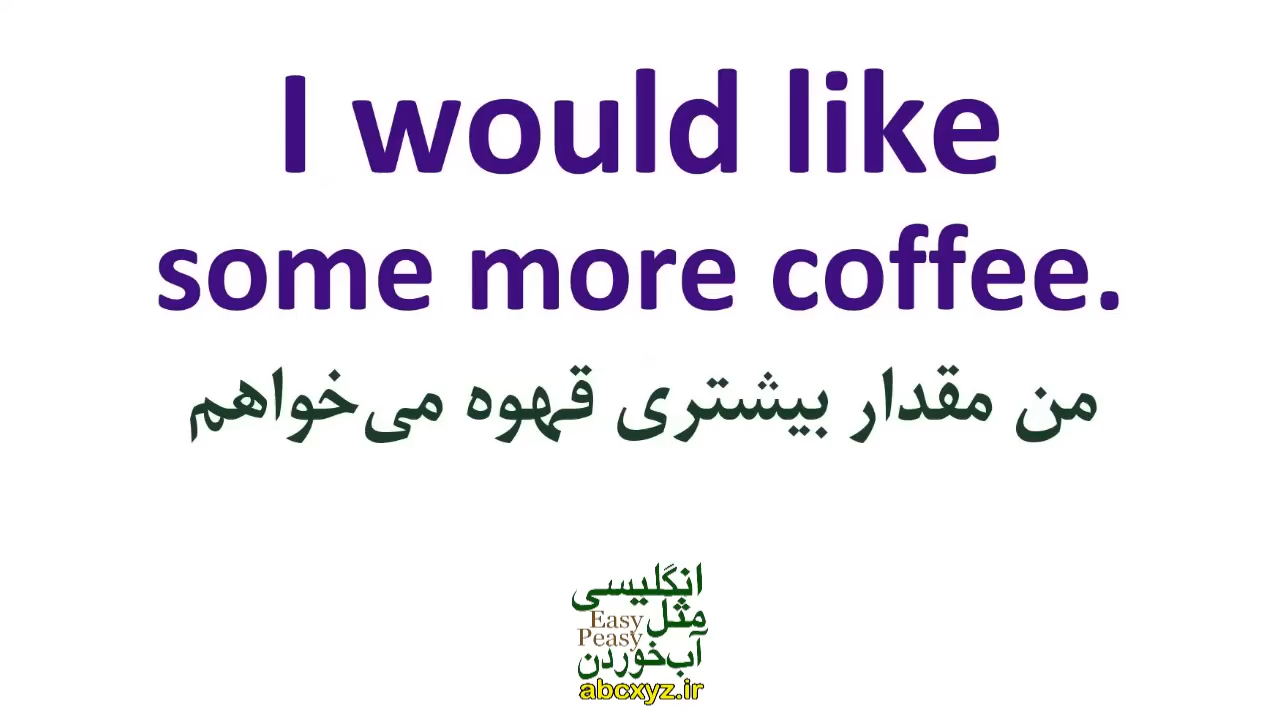 I would like
some more coffee.
من مقدار بیشتری قهوه می‌خواهم
انگلیسی
مثل Easy
Peasy
آب‌خوردن
abcxyz.ir